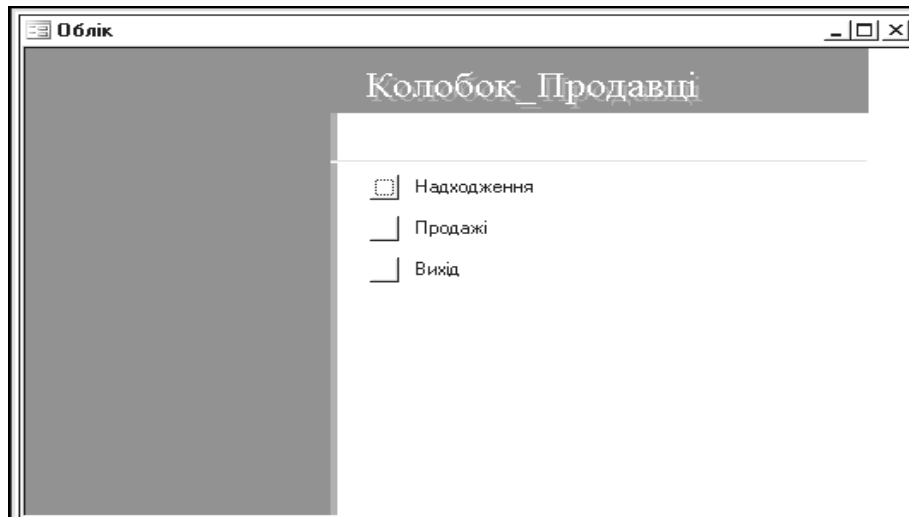 Облік
Колобок_Продавці
Надходження
Продажі
Вихід